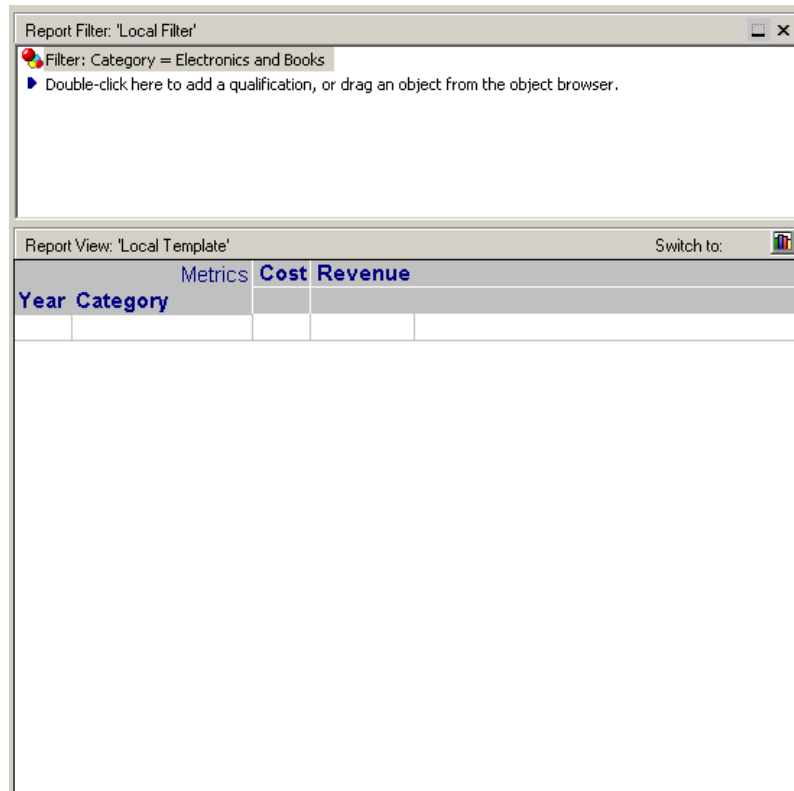 Report Filter: 'Local Filter'
Filter: Category = Electronics and Books
Double-click here to add a qualification, or drag an object from the object browser.
Report View: 'Local Template' Switch to:
Metrics Cost Revenue
Year Category